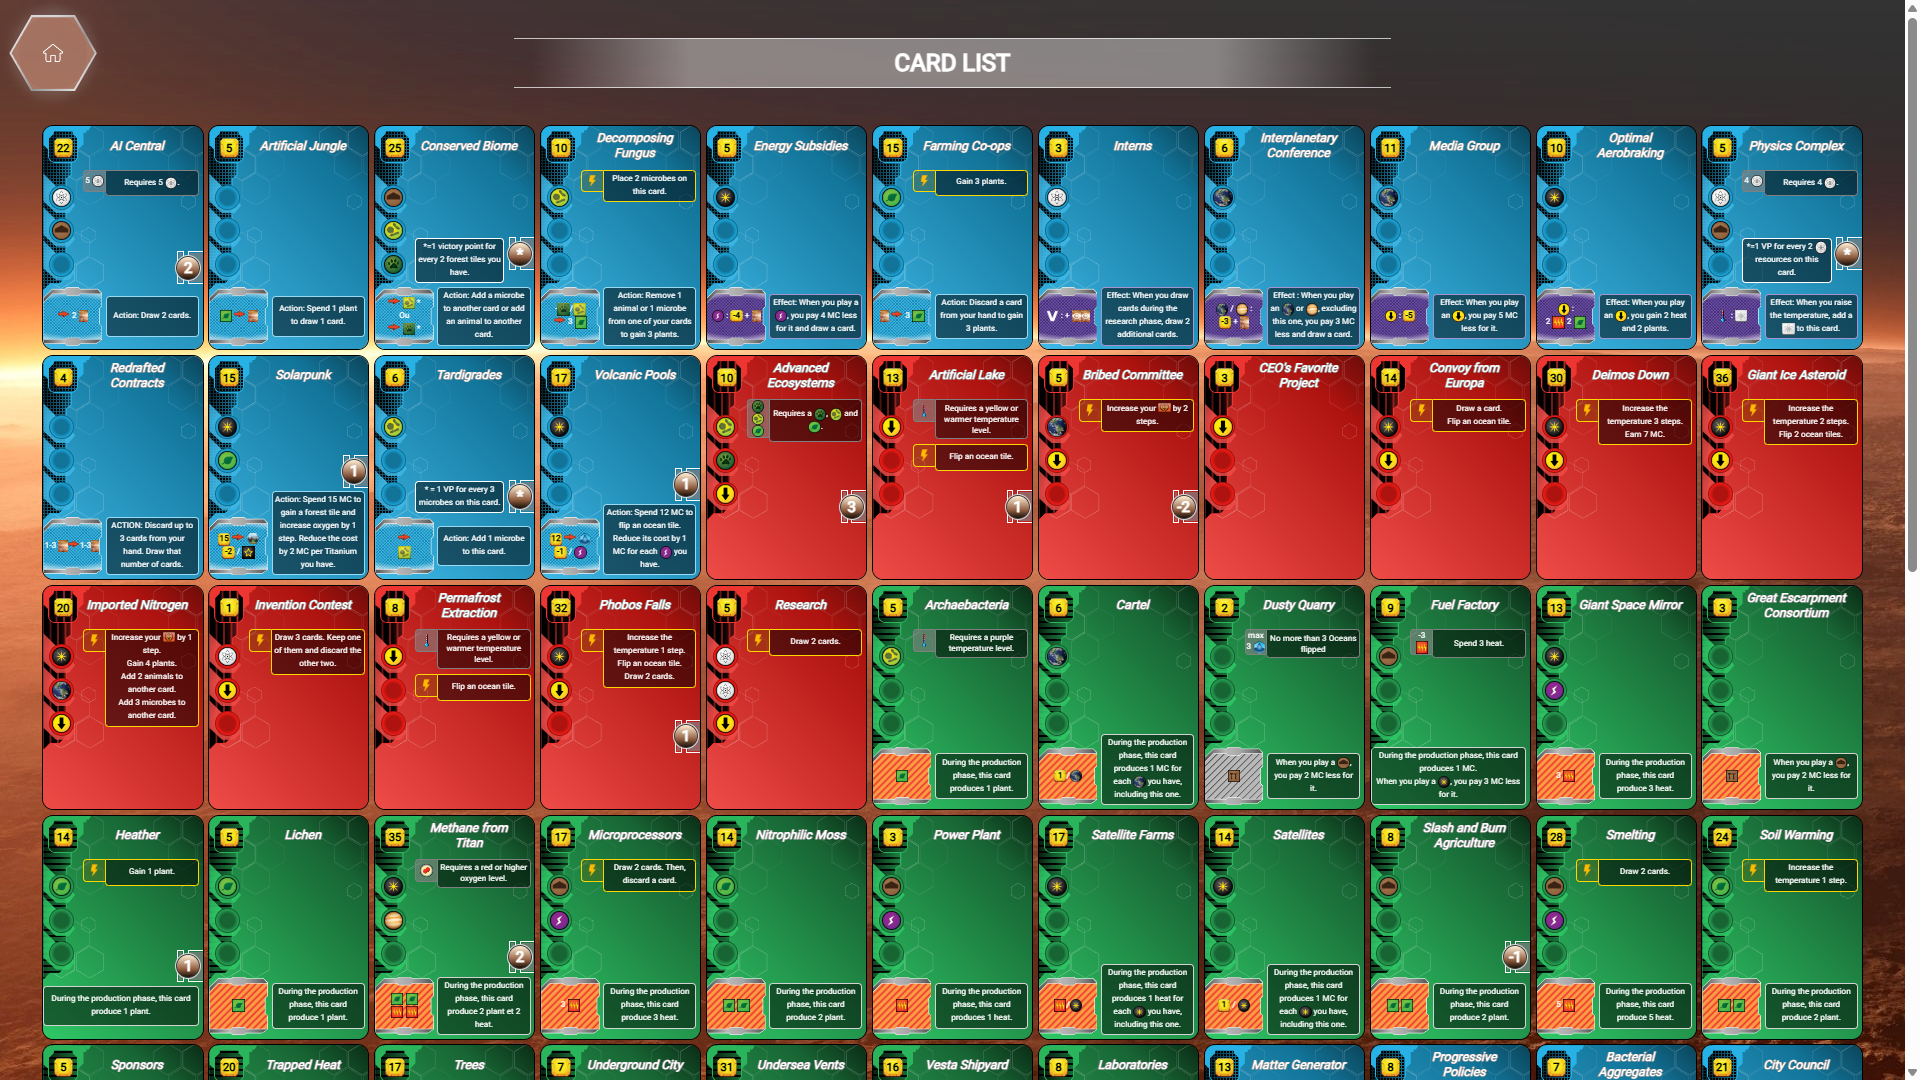 CARD LIST
22
AI Central
5
Requires 5 .
2
→ 2
Action: Draw 2 cards.
5
Artificial Jungle
Action: Spend 1 plant
to draw 1 card.
25
Conserved Biome
*=1 victory point for
every 2 forest tiles you
have.
*
Ou
Action: Add a microbe
to another card or add
an animal to another
card.
10
Decomposing
Fungus
Place 2 microbes on
this card.
3
Action: Remove 1
animal or 1 microbe
from one of your cards
to gain 3 plants.
5
Energy Subsidies
: -4 +
Effect: When you play a
, you pay 4 MC less
for it and draw a card.
15
Farming Co-ops
Gain 3 plants.
3
Action: Discard a card
from your hand to gain
3 plants.
3
Interns
V : +
Effect: When you draw
cards during the
research phase, draw 2
additional cards.
6
Interplanetary
Conference
-3 +
Effect : When you play
an / or , excluding
this one, you pay 3 MC
less and draw a card.
11
Media Group
: -5
Effect: When you play
an , you pay 5 MC
less for it.
10
Optimal
Aerobraking
2 2
Effect: When you play
an , you gain 2 heat
and 2 plants.
5
Physics Complex
4
Requires 4 .
*=1 VP for every 2
resources on this
card.
*
Effect: When you raise
the temperature, add a
to this card.
4
Redrafted
Contracts
1-3 → 1-3
ACTION: Discard up to
3 cards from your
hand. Draw that
number of cards.
15
Solarpunk
1
15
-2 /
Action: Spend 15 MC to
gain a forest tile and
increase oxygen by 1
step. Reduce the cost
by 2 MC per Titanium
you have.
6
Tardigrades
* = 1 VP for every 3
microbes on this card.
*
Action: Add 1 microbe
to this card.
17
Volcanic Pools
1
12
-1 /
Action: Spend 12 MC to
flip an ocean tile.
Reduce its cost by 1
MC for each you
have.
10
Advanced
Ecosystems
Requires a , and
.
3
13
Artificial Lake
Requires a yellow or
warmer temperature
level.
Flip an ocean tile.
1
5
Bribed Committee
Increase your by 2
steps.
-2
3
CEO's Favorite
Project
14
Convoy from
Europa
Draw a card.
Flip an ocean tile.
30
Deimos Down
Increase the
temperature 3 steps.
Earn 7 MC.
36
Giant Ice Asteroid
Increase the
temperature 2 steps.
Flip 2 ocean tiles.
20
Imported Nitrogen
Increase your by 1
step.
Gain 4 plants.
Add 2 animals to
another card.
Add 3 microbes to
another card.
1
Invention Contest
Draw 3 cards. Keep one
of them and discard the
other two.
8
Permafrost
Extraction
Requires a yellow or
warmer temperature
level.
Flip an ocean tile.
32
Phobos Falls
Increase the
temperature 1 step.
Flip an ocean tile.
Draw 2 cards.
1
5
Research
Draw 2 cards.
5
Archaebacteria
Requires a purple
temperature level.
During the production
phase, this card
produces 1 plant.
6
Cartel
1 /
During the production
phase, this card
produces 1 MC for
each you have,
including this one.
2
Dusty Quarry
max
3
No more than 3 Oceans
flipped
When you play a ,
you pay 2 MC less for
it.
9
Fuel Factory
-3
Spend 3 heat.
During the production phase, this card
produces 1 MC.
When you play a , you pay 3 MC less
for it.
13
Giant Space Mirror
3
During the production
phase, this card
produce 3 heat.
3
Great Escarpment
Consortium
When you play a ,
you pay 2 MC less for
it.
14
Heather
Gain 1 plant.
1
During the production phase, this card
produce 1 plant.
5
Lichen
During the production
phase, this card
produce 1 plant.
35
Methane from
Titan
Requires a red or higher
oxygen level.
2
During the production
phase, this card
produce 2 plant et 2
heat.
17
Microprocessors
Draw 2 cards. Then,
discard a card.
3
During the production
phase, this card
produce 3 heat.
14
Nitrophilic Moss
During the production
phase, this card
produce 2 plant.
3
Power Plant
During the production
phase, this card
produces 1 heat.
17
Satellite Farms
During the production
phase, this card
produces 1 heat for
each you have,
including this one.
14
Satellites
1 /
During the production
phase, this card
produces 1 MC for
each you have,
including this one.
8
Slash and Burn
Agriculture
-1
During the production
phase, this card
produce 2 plant.
28
Smelting
Draw 2 cards.
5
During the production
phase, this card
produce 5 heat.
24
Soil Warming
Increase the
temperature 1 step.
During the production
phase, this card
produce 2 plant.
5
Sponsors
20
Trapped Heat
17
Trees
7
Underground City
31
Undersea Vents
16
Vesta Shipyard
8
Laboratories
13
Matter Generator
8
Progressive
Policies
7
Bacterial
Aggregates
21
City Council